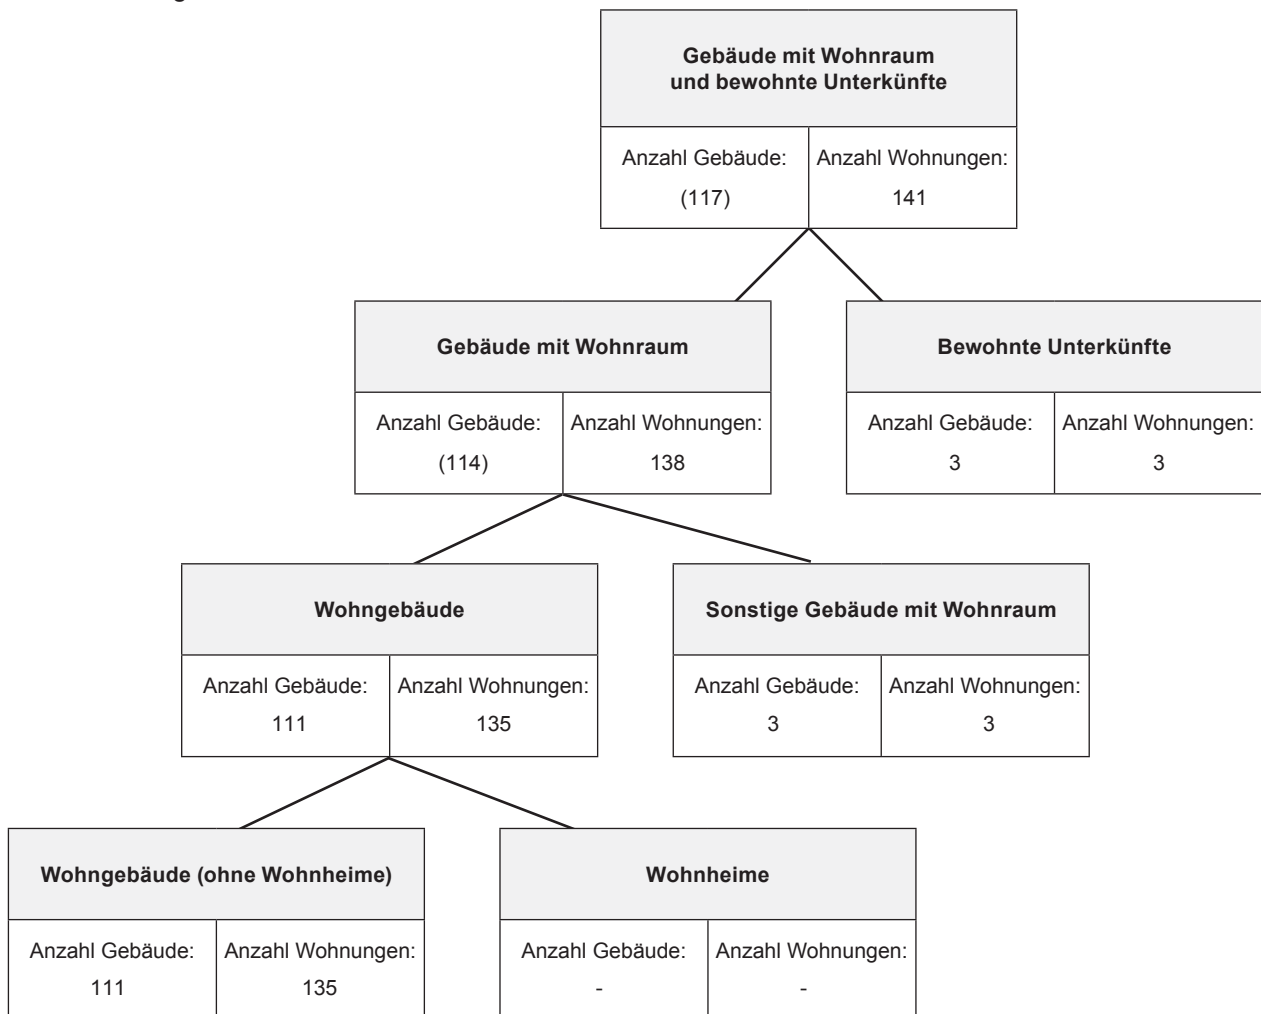 Gebäude mit Wohnraum
und bewohnte Unterkünfte
Anzahl Gebäude:
(117)
Anzahl Wohnungen:
141
Gebäude mit Wohnraum
Anzahl Gebäude:
(114)
Anzahl Wohnungen:
138
Bewohnte Unterkünfte
Anzahl Gebäude:
3
Anzahl Wohnungen:
3
Wohngebäude
Anzahl Gebäude:
111
Anzahl Wohnungen:
135
Sonstige Gebäude mit Wohnraum
Anzahl Gebäude:
3
Anzahl Wohnungen:
3
Wohngebäude (ohne Wohnheime)
Anzahl Gebäude:
111
Anzahl Wohnungen:
135
Wohnheime
Anzahl Gebäude:
-
Anzahl Wohnungen:
-